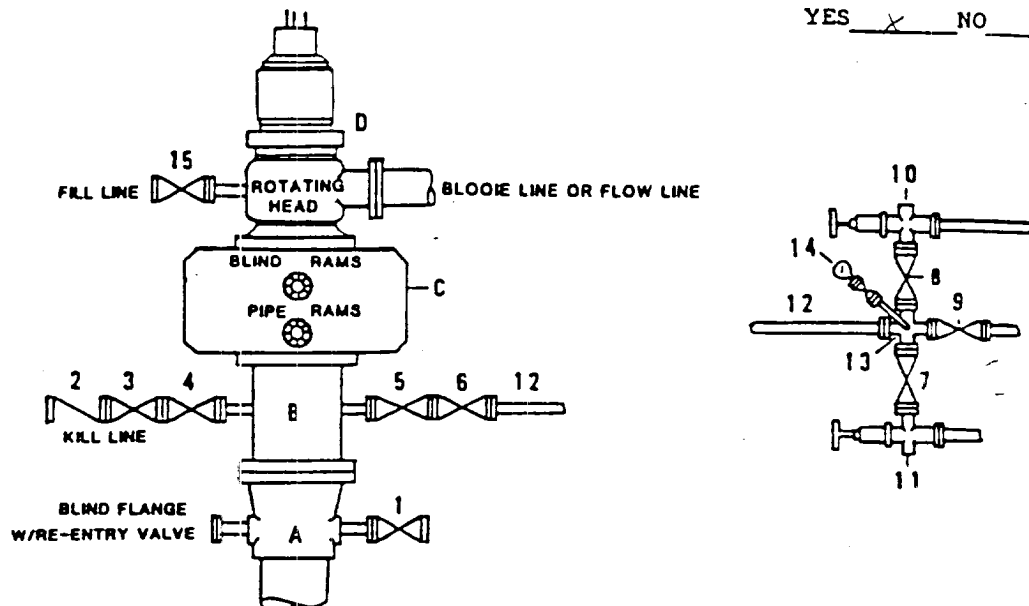 YES X NO
D
15
FILL LINE
ROTATING
HEAD
BLOOIE LINE OR FLOW LINE
10
BLIND RAMS
C
PIPE RAMS
14
8
12
9
13
2 3 4
5 6 12
B
7
KILL LINE
11
BLIND FLANGE
W/RE-ENTRY VALVE
1
A